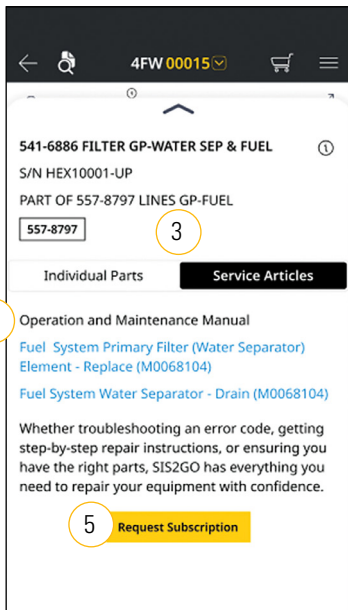 4FW 00015
541-6886 FILTER GP-WATER SEP & FUEL
S/N HEX10001-UP
PART OF 557-8797 LINES GP-FUEL
557-8797
3
Individual Parts
Service Articles
Operation and Maintenance Manual
Fuel System Primary Filter (Water Separator)
Element - Replace (M0068104)
Fuel System Water Separator - Drain (M0068104)
Whether troubleshooting an error code, getting
step-by-step repair instructions, or ensuring you
have the right parts, SIS2GO has everything you
need to repair your equipment with confidence.
5
Request Subscription